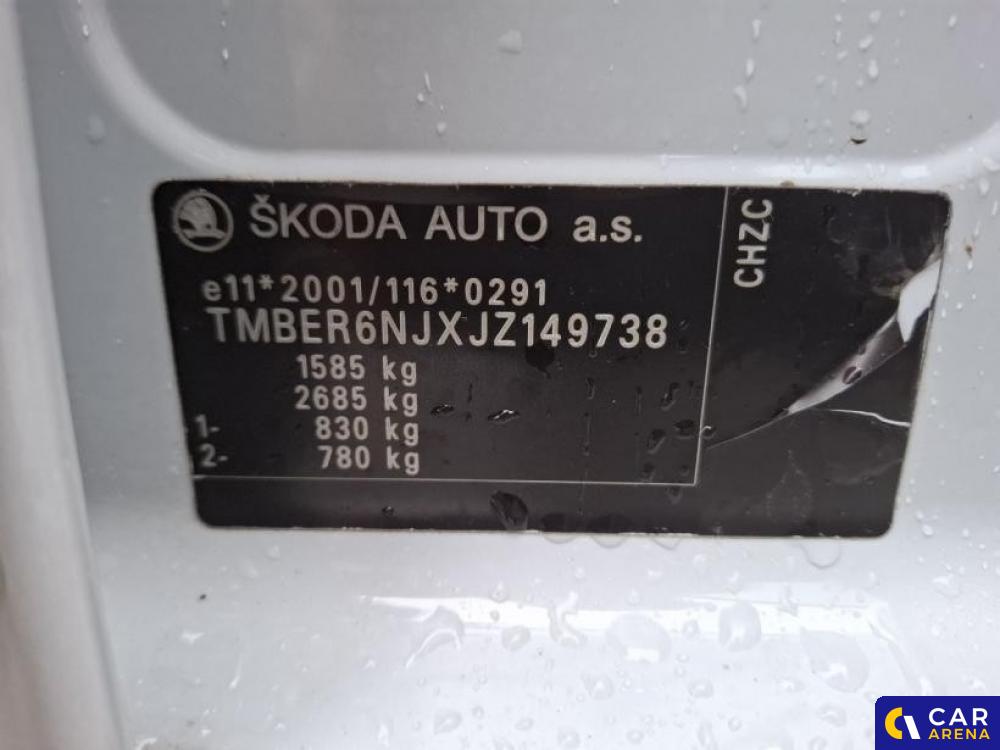 ŠKODA AUTO a.s.
CHZC
e11*2001/116*0291
TMBER6NJXJZ149738
1585 kg
2685 kg
1- 830 kg
2- 780 kg
CAR
ARENA